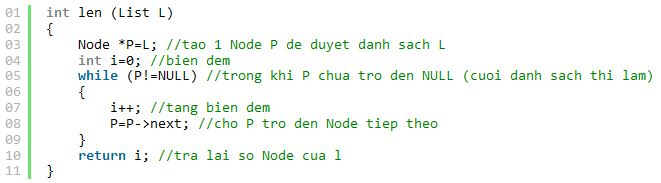 01 int len (List L)
02 {
03     Node *P=L; //tao 1 Node P de duyet danh sach L
04     int i=0; //bien dem
05     while (P!=NULL) //trong khi P chua tro den NULL (cuoi danh sach thi lam)
06     {
07         i++; //tang bien dem
08         P=P->next; //cho P tro den Node tiep theo
09     }
10     return i; //tra lai so Node cua l
11 }